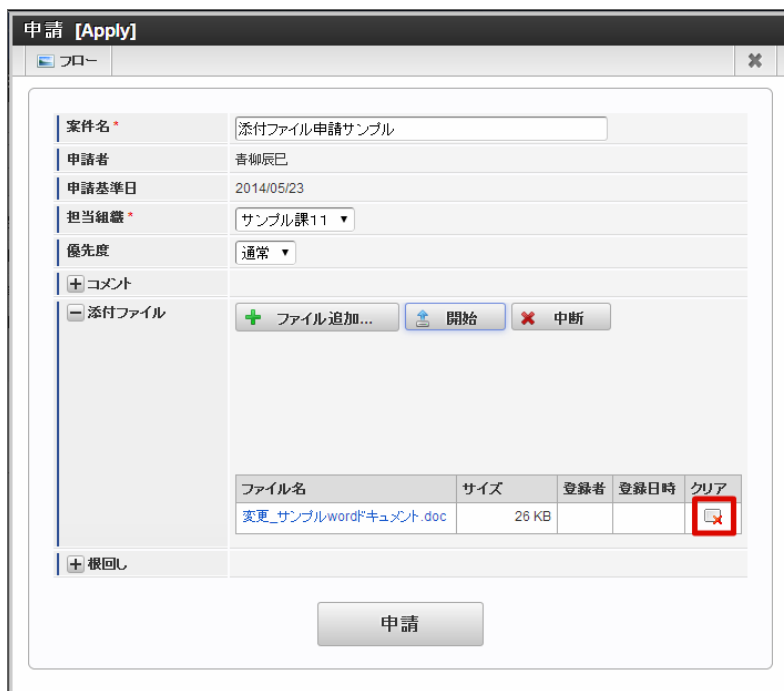 申請 [Apply]
フロー
案件名* 添付ファイル申請サンプル
申請者 青柳辰巳
申請基準日 2014/05/23
担当組織* サンプル課11
優先度 通常
コメント
添付ファイル ファイル追加... 開始 中断
ファイル名 サイズ 登録者 登録日時 クリア
変更_サンプルwordドキュメント.doc 26 KB
根回し
申請